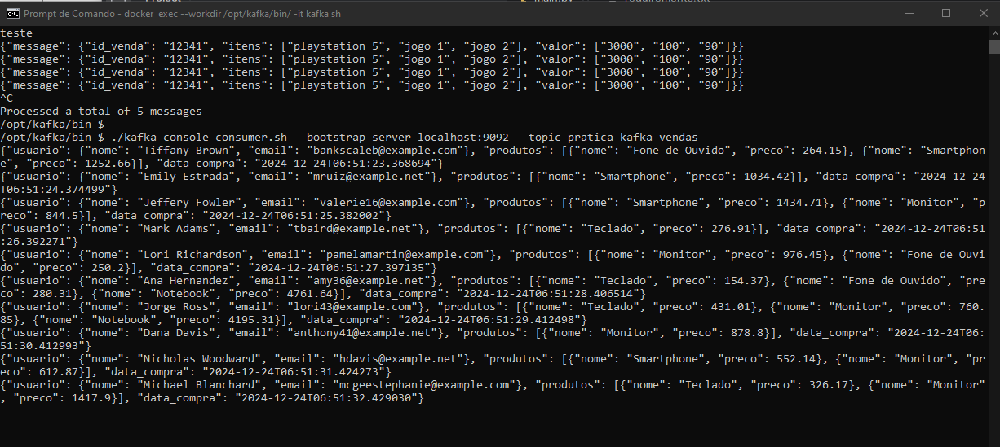 Prompt de Comando - docker exec --workdir /opt/kafka/bin/ -it kafka sh
teste
{"message": {"id_venda": "12341", "itens": ["playstation 5", "jogo 1", "jogo 2"], "valor": ["3000", "100", "90"]}}
{"message": {"id_venda": "12341", "itens": ["playstation 5", "jogo 1", "jogo 2"], "valor": ["3000", "100", "90"]}}
{"message": {"id_venda": "12341", "itens": ["playstation 5", "jogo 1", "jogo 2"], "valor": ["3000", "100", "90"]}}
{"message": {"id_venda": "12341", "itens": ["playstation 5", "jogo 1", "jogo 2"], "valor": ["3000", "100", "90"]}}
^C
Processed a total of 5 messages
/opt/kafka/bin $
/opt/kafka/bin $ ./kafka-console-consumer.sh --bootstrap-server localhost:9092 --topic pratica-kafka-vendas
{"usuario": {"nome": "Tiffany Brown", "email": "bankscaleb@example.com"}, "produtos": [{"nome": "Fone de Ouvido", "preco": 264.15}, {"nome": "Smartphon
e", "preco": 1252.66}], "data_compra": "2024-12-24T06:51:23.368694"}
{"usuario": {"nome": "Emily Estrada", "email": "mruiz@example.net"}, "produtos": [{"nome": "Smartphone", "preco": 1034.42}], "data_compra": "2024-12-24
T06:51:24.374499"}
{"usuario": {"nome": "Jeffery Fowler", "email": "valerie16@example.com"}, "produtos": [{"nome": "Smartphone", "preco": 1434.71}, {"nome": "Monitor", "p
reco": 844.5}], "data_compra": "2024-12-24T06:51:25.382002"}
{"usuario": {"nome": "Mark Adams", "email": "tbaird@example.net"}, "produtos": [{"nome": "Teclado", "preco": 276.91}], "data_compra": "2024-12-24T06:51
:26.392271"}
{"usuario": {"nome": "Lori Richardson", "email": "pamelamartin@example.com"}, "produtos": [{"nome": "Monitor", "preco": 976.45}, {"nome": "Fone de Ouvi
do", "preco": 250.2}], "data_compra": "2024-12-24T06:51:27.397135"}
{"usuario": {"nome": "Ana Hernandez", "email": "amy36@example.net"}, "produtos": [{"nome": "Teclado", "preco": 154.37}, {"nome": "Fone de Ouvido", "pre
co": 280.31}, {"nome": "Notebook", "preco": 4761.64}], "data_compra": "2024-12-24T06:51:28.406514"}
{"usuario": {"nome": "Jorge Ross", "email": "lori43@example.com"}, "produtos": [{"nome": "Teclado", "preco": 431.01}, {"nome": "Monitor", "preco": 760.
85}, {"nome": "Notebook", "preco": 4195.31}], "data_compra": "2024-12-24T06:51:29.412498"}
{"usuario": {"nome": "Dana Davis", "email": "anthony41@example.net"}, "produtos": [{"nome": "Monitor", "preco": 878.8}], "data_compra": "2024-12-24T06:
51:30.412993"}
{"usuario": {"nome": "Nicholas Woodward", "email": "hdavis@example.net"}, "produtos": [{"nome": "Smartphone", "preco": 552.14}, {"nome": "Monitor", "pr
eco": 612.87}], "data_compra": "2024-12-24T06:51:31.424273"}
{"usuario": {"nome": "Michael Blanchard", "email": "mcgeestephanie@example.com"}, "produtos": [{"nome": "Teclado", "preco": 326.17}, {"nome": "Monitor"
, "preco": 1417.9}], "data_compra": "2024-12-24T06:51:32.429030"}